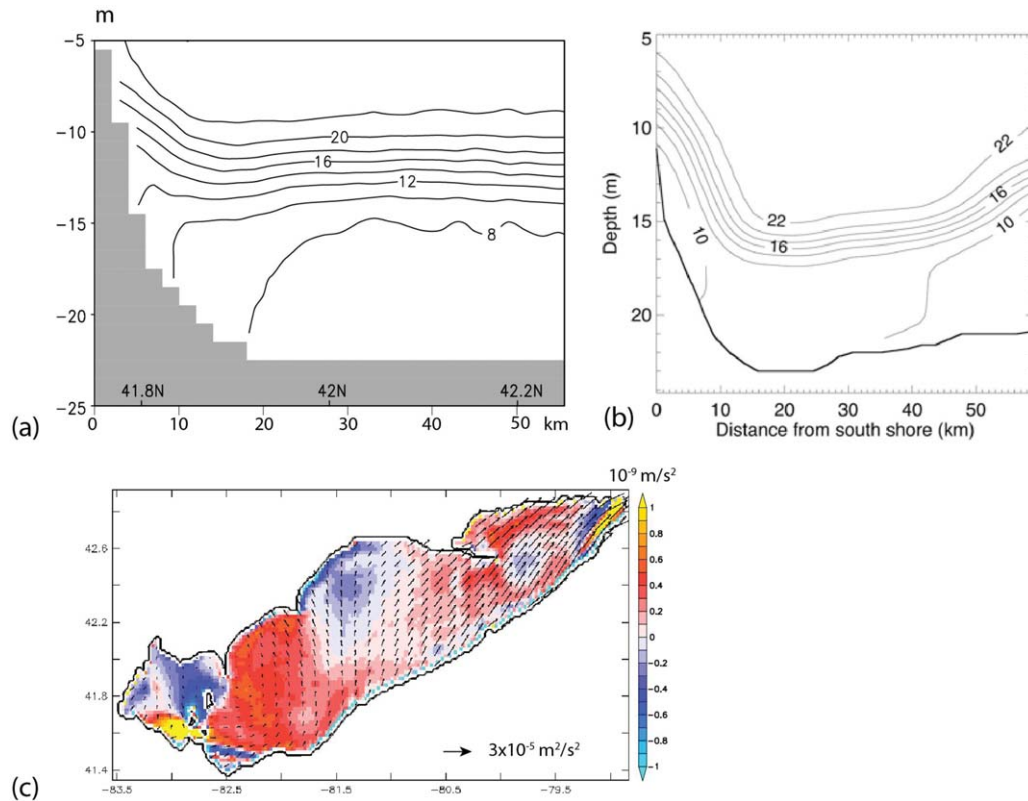 m
-5
-10
-15
-20
-25
20
16
12
8
41.8N 42N 42.2N
0 10 20 30 40 50 km
(a)
5
10
15
20
Depth (m)
22
16
10
22
16
10
0 10 20 30 40 50
Distance from south shore (km)
(b)
10⁻⁹ m/s²
1
0.8
0.6
0.4
0.2
0
-0.2
-0.4
-0.6
-0.8
-1
42.6
42.2
41.8
41.4
-83.5 -82.5 -81.5 -80.5 -79.5
3x10⁻⁵ m²/s²
(c)